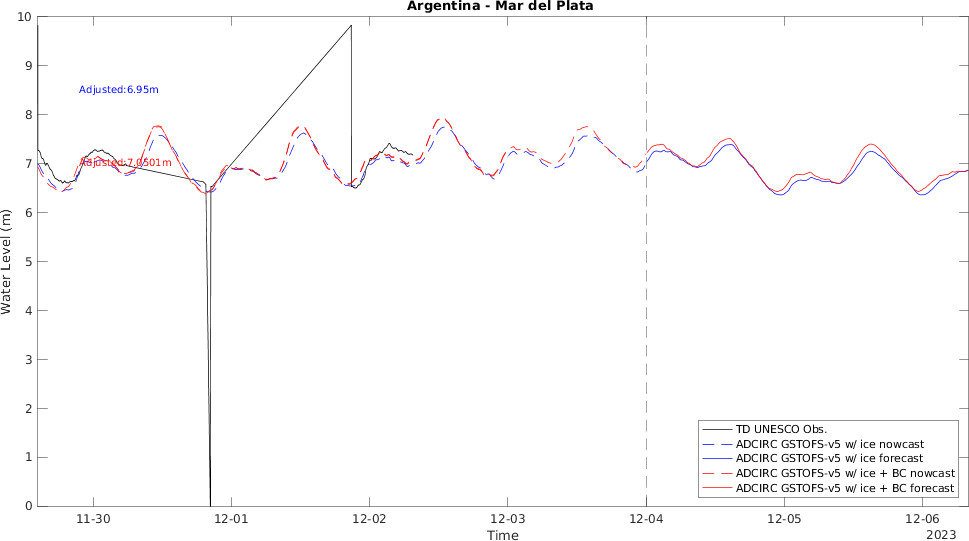 Argentina - Mar del Plata
10
9
8
7
6
5
4
3
2
1
0
Water Level (m)
Adjusted:6.95m
Adjusted:7.0501m
TD UNESCO Obs.
ADCIRC GSTOFS-v5 w/ ice nowcast
ADCIRC GSTOFS-v5 w/ ice forecast
ADCIRC GSTOFS-v5 w/ ice + BC nowcast
ADCIRC GSTOFS-v5 w/ ice + BC forecast
11-30 12-01 12-02 12-03 12-04 12-05 12-06
Time
2023